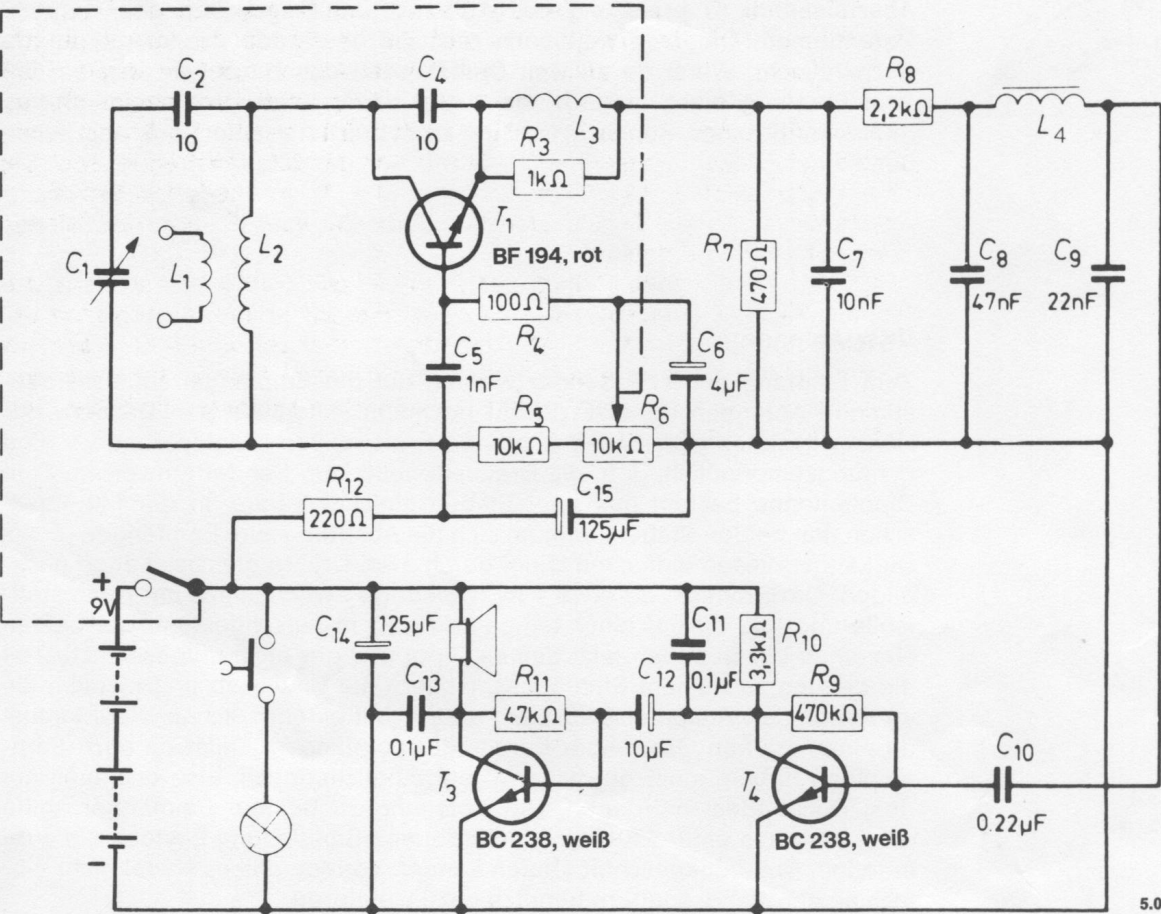 C2
10
C4
10
L3
R8
2,2kΩ
L4
R3
1kΩ
T1
BF 194, rot
C1
L1
L2
R7
470Ω
C7
10nF
C8
47nF
C9
22nF
100Ω
R4
C5
1nF
C6
4µF
R5
10kΩ
R6
10kΩ
R12
220Ω
C15
125µF
+
9V
C14
125µF
C13
0.1µF
R11
47kΩ
C12
10µF
C11
0.1µF
R10
3,3kΩ
R9
470kΩ
C10
0.22µF
T3
BC 238, weiß
T4
BC 238, weiß
–
5.0